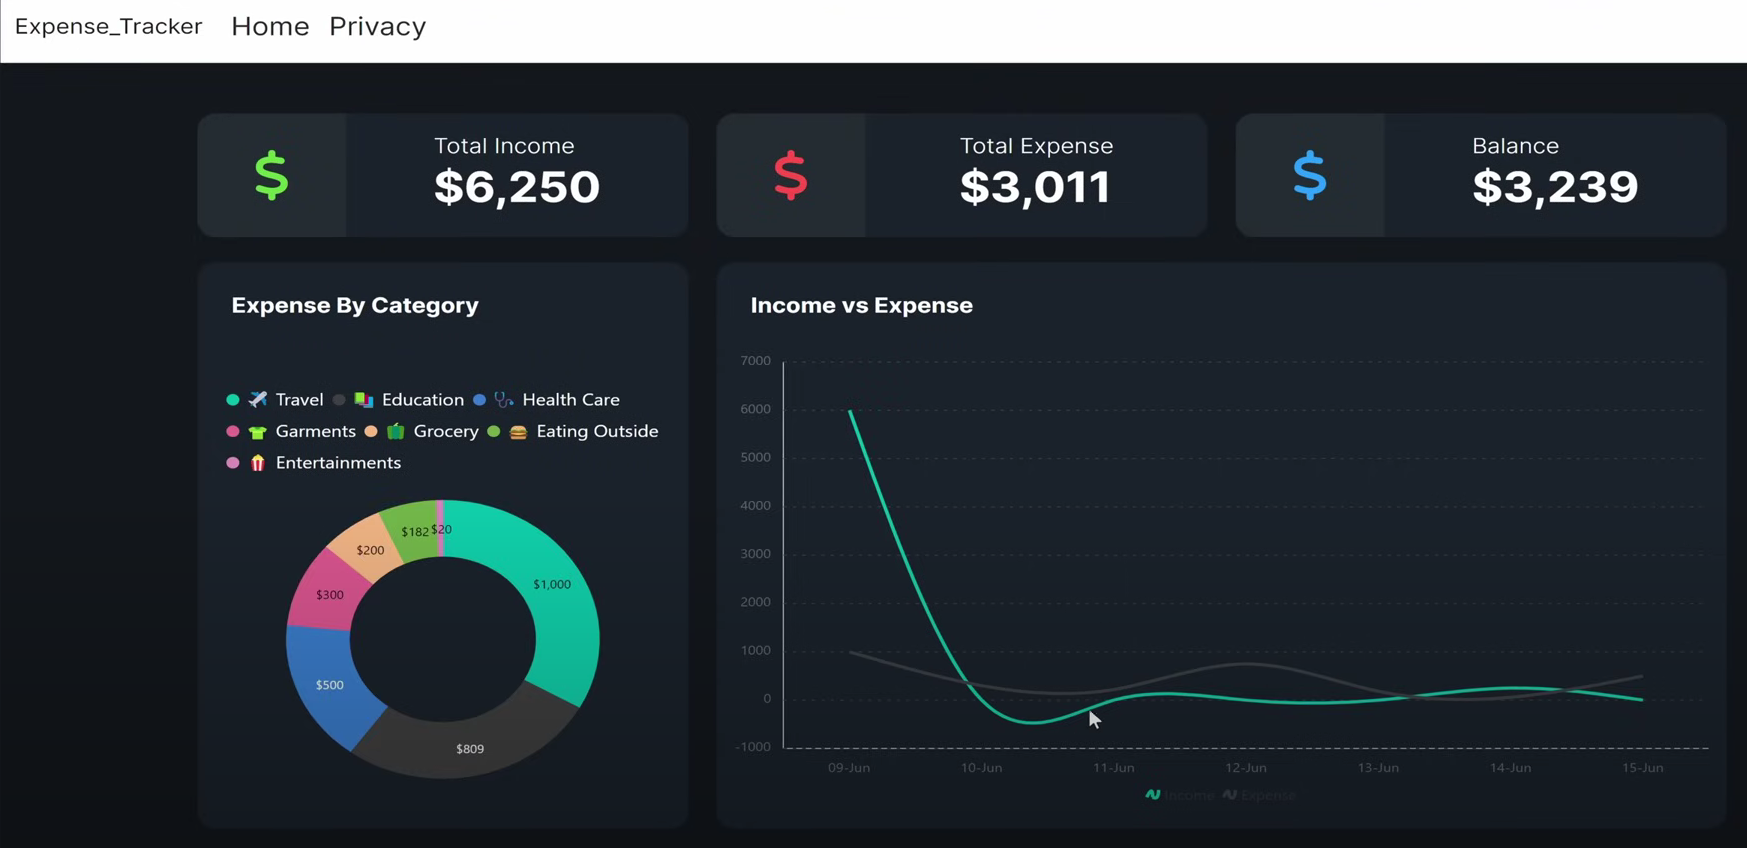 Expense_Tracker Home Privacy
Total Income
$6,250
Total Expense
$3,011
Balance
$3,239
Expense By Category
Travel Education Health Care
Garments Grocery Eating Outside
Entertainments
$182 $20
$200
$1,000
$300
$500
$809
Income vs Expense
7000
6000
5000
4000
3000
2000
1000
0
-1000
09-Jun 10-Jun 11-Jun 12-Jun 13-Jun 14-Jun 15-Jun
Income Expense